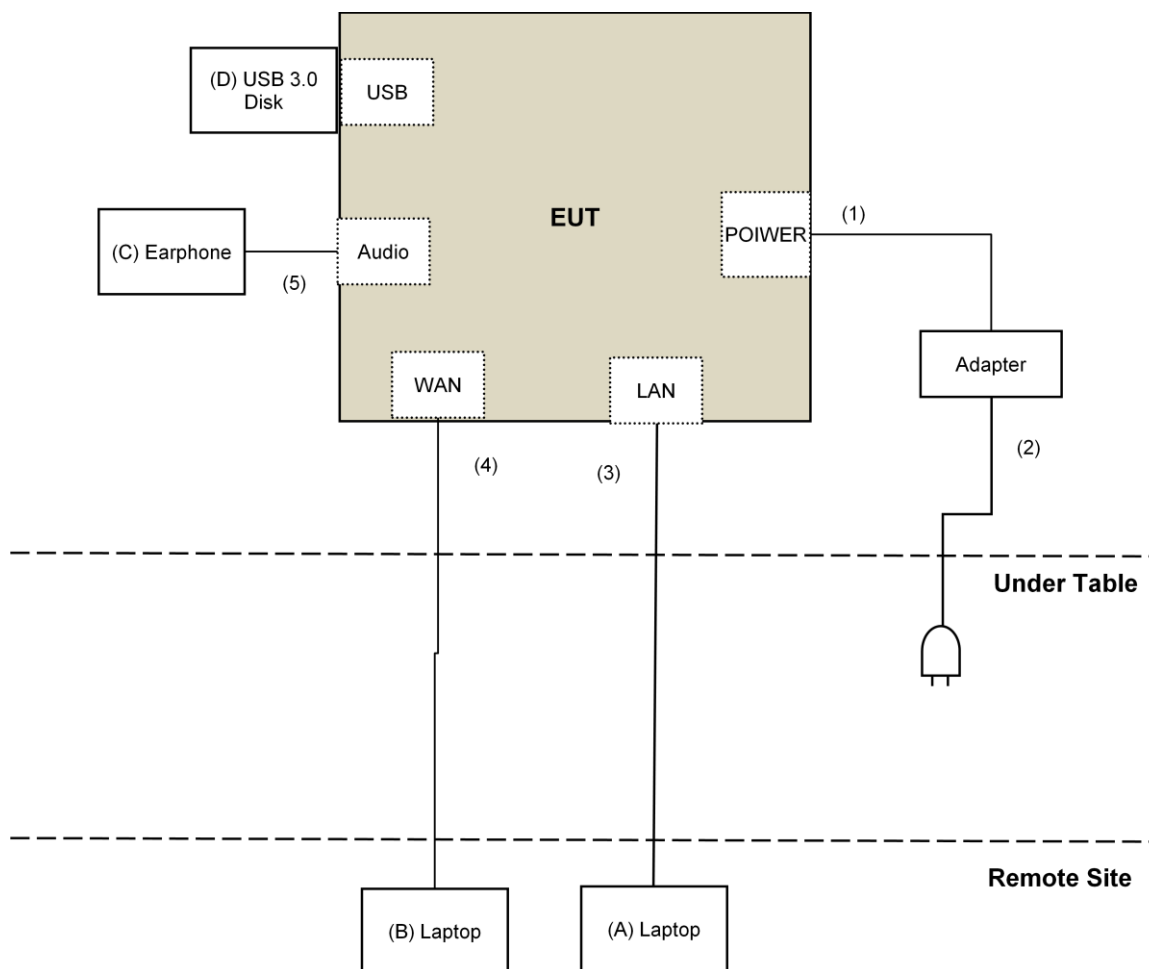 (D) USB 3.0
Disk
USB
EUT
(1)
POIWER
(C) Earphone
Audio
(5)
Adapter
WAN
LAN
(2)
(4)
(3)
Under Table
Remote Site
(B) Laptop
(A) Laptop